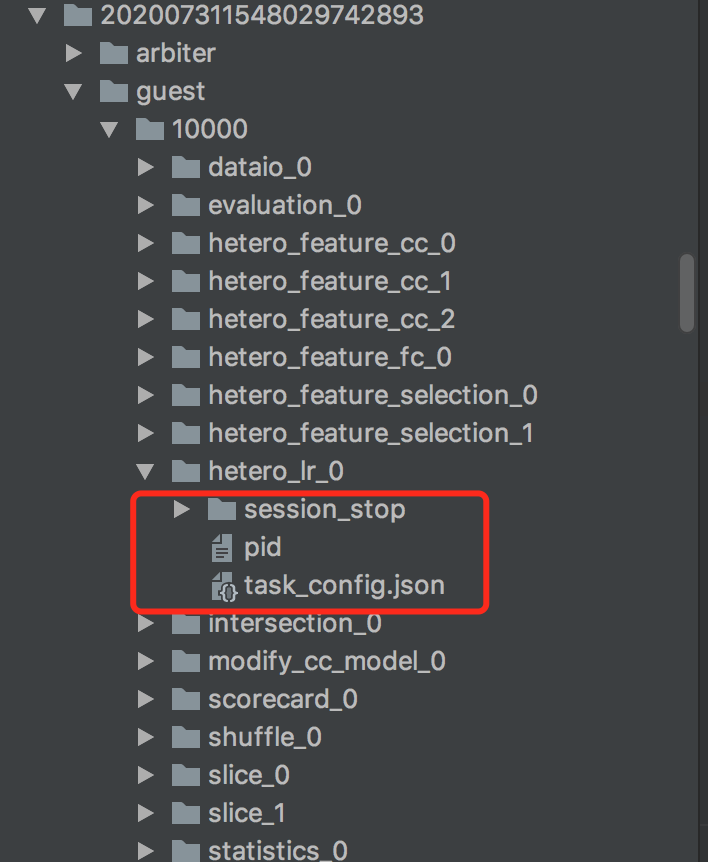 202007311548029742893
arbiter
guest
10000
dataio_0
evaluation_0
hetero_feature_cc_0
hetero_feature_cc_1
hetero_feature_cc_2
hetero_feature_fc_0
hetero_feature_selection_0
hetero_feature_selection_1
hetero_lr_0
session_stop
pid
task_config.json
intersection_0
modify_cc_model_0
scorecard_0
shuffle_0
slice_0
slice_1
statistics_0